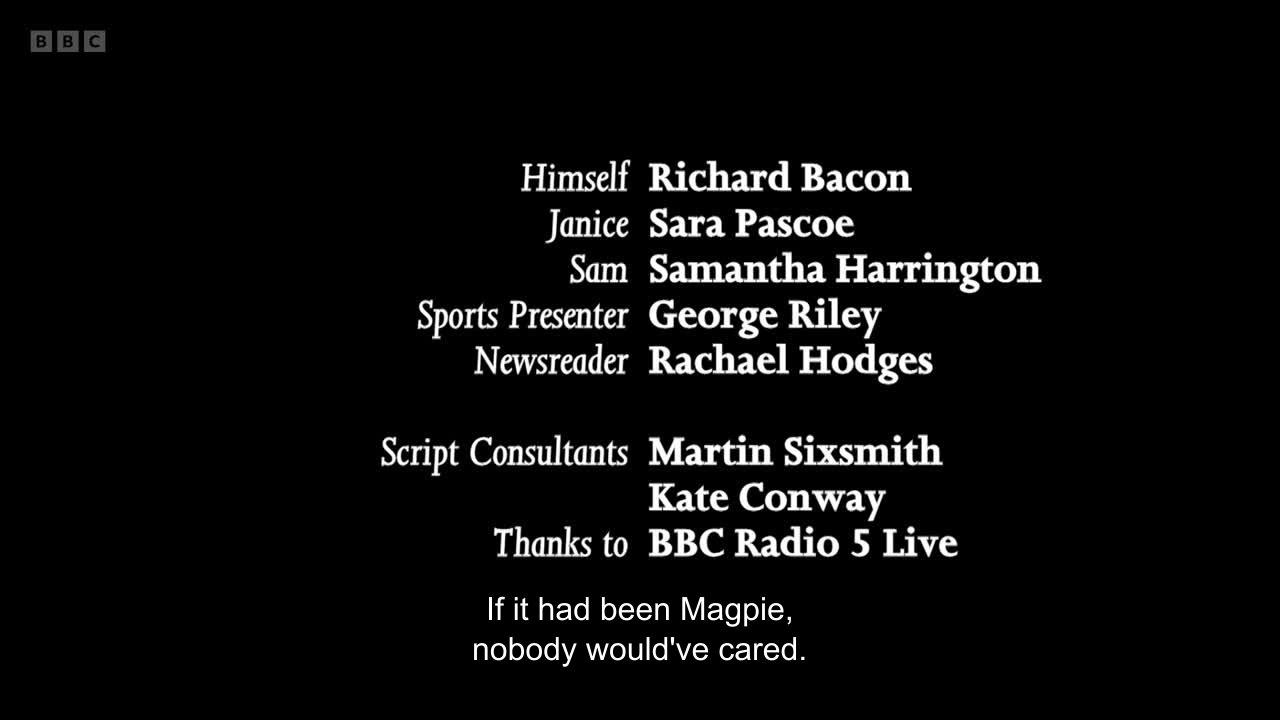 BBC
Himself Richard Bacon
Janice Sara Pascoe
Sam Samantha Harrington
Sports Presenter George Riley
Newsreader Rachael Hodges
Script Consultants Martin Sixsmith
Kate Conway
Thanks to BBC Radio 5 Live
If it had been Magpie,
nobody would've cared.